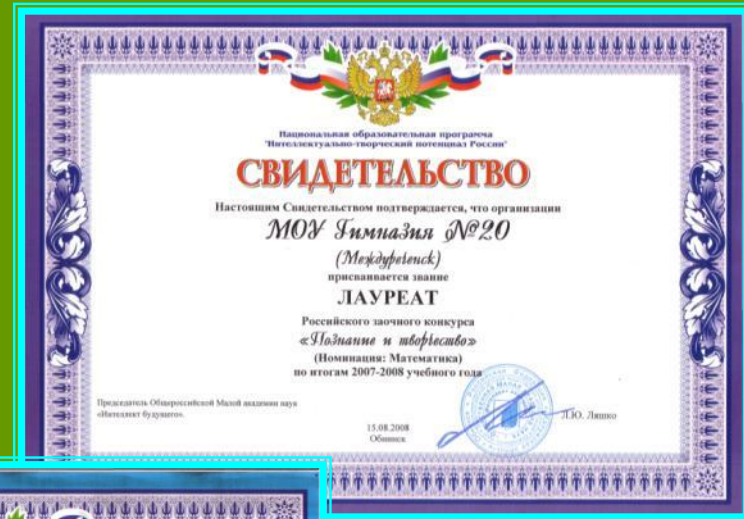 Национальная образовательная программа
"Интеллектуально-творческий потенциал России"
СВИДЕТЕЛЬСТВО
Настоящим Свидетельством подтверждается, что организации
МОУ Гимназия №20
(Междуреченск)
присваивается звание
ЛАУРЕАТ
Российского заочного конкурса
«Познание и творчество»
(Номинация: Математика)
по итогам 2007-2008 учебного года
Председатель Общероссийской Малой академии наук
«Интеллект будущего».
Л.Ю. Ляшко
15.08.2008
Обнинск